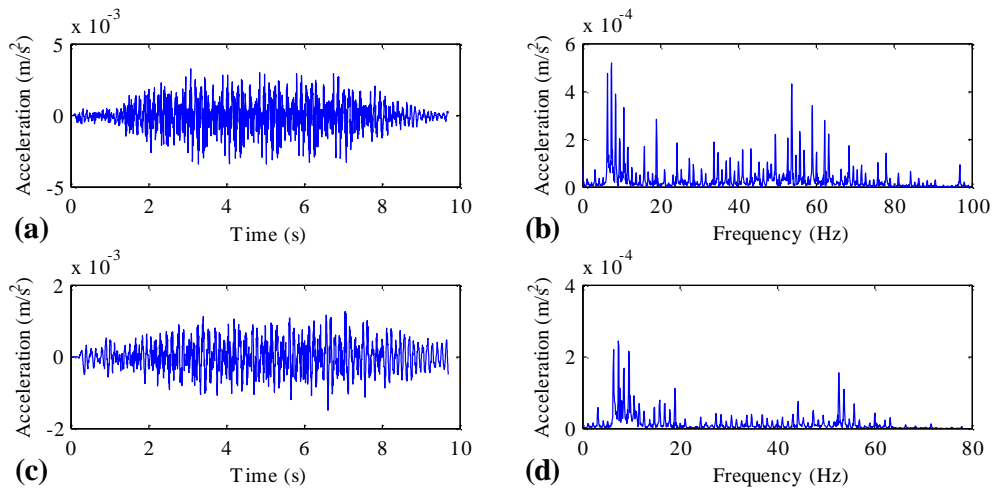 x 10-3
Acceleration (m/s2)
5
0
-5
0 2 4 6 8 10
Time (s)
(a)
x 10-4
Acceleration (m/s2)
6
4
2
0
0 20 40 60 80 100
Frequency (Hz)
(b)
x 10-3
Acceleration (m/s2)
2
0
-2
0 2 4 6 8 10
Time (s)
(c)
x 10-4
Acceleration (m/s2)
4
2
0
0 20 40 60 80
Frequency (Hz)
(d)